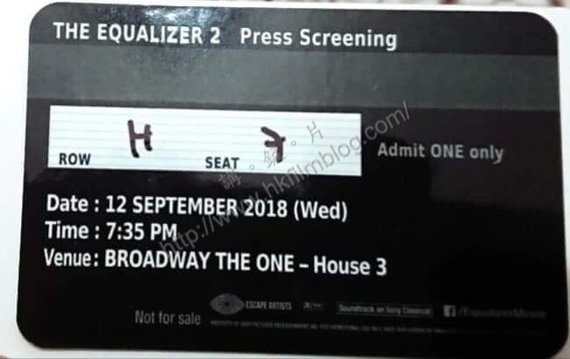 THE EQUALIZER 2 Press Screening
ROW H SEAT 7
Admit ONE only
Date : 12 SEPTEMBER 2018 (Wed)
Time : 7:35 PM
Venue: BROADWAY THE ONE – House 3
http://www.hkfilmblog.com/
ESCAPE ARTISTS
Soundtrack on Sony Classical
/EqualizerMovie
Not for sale